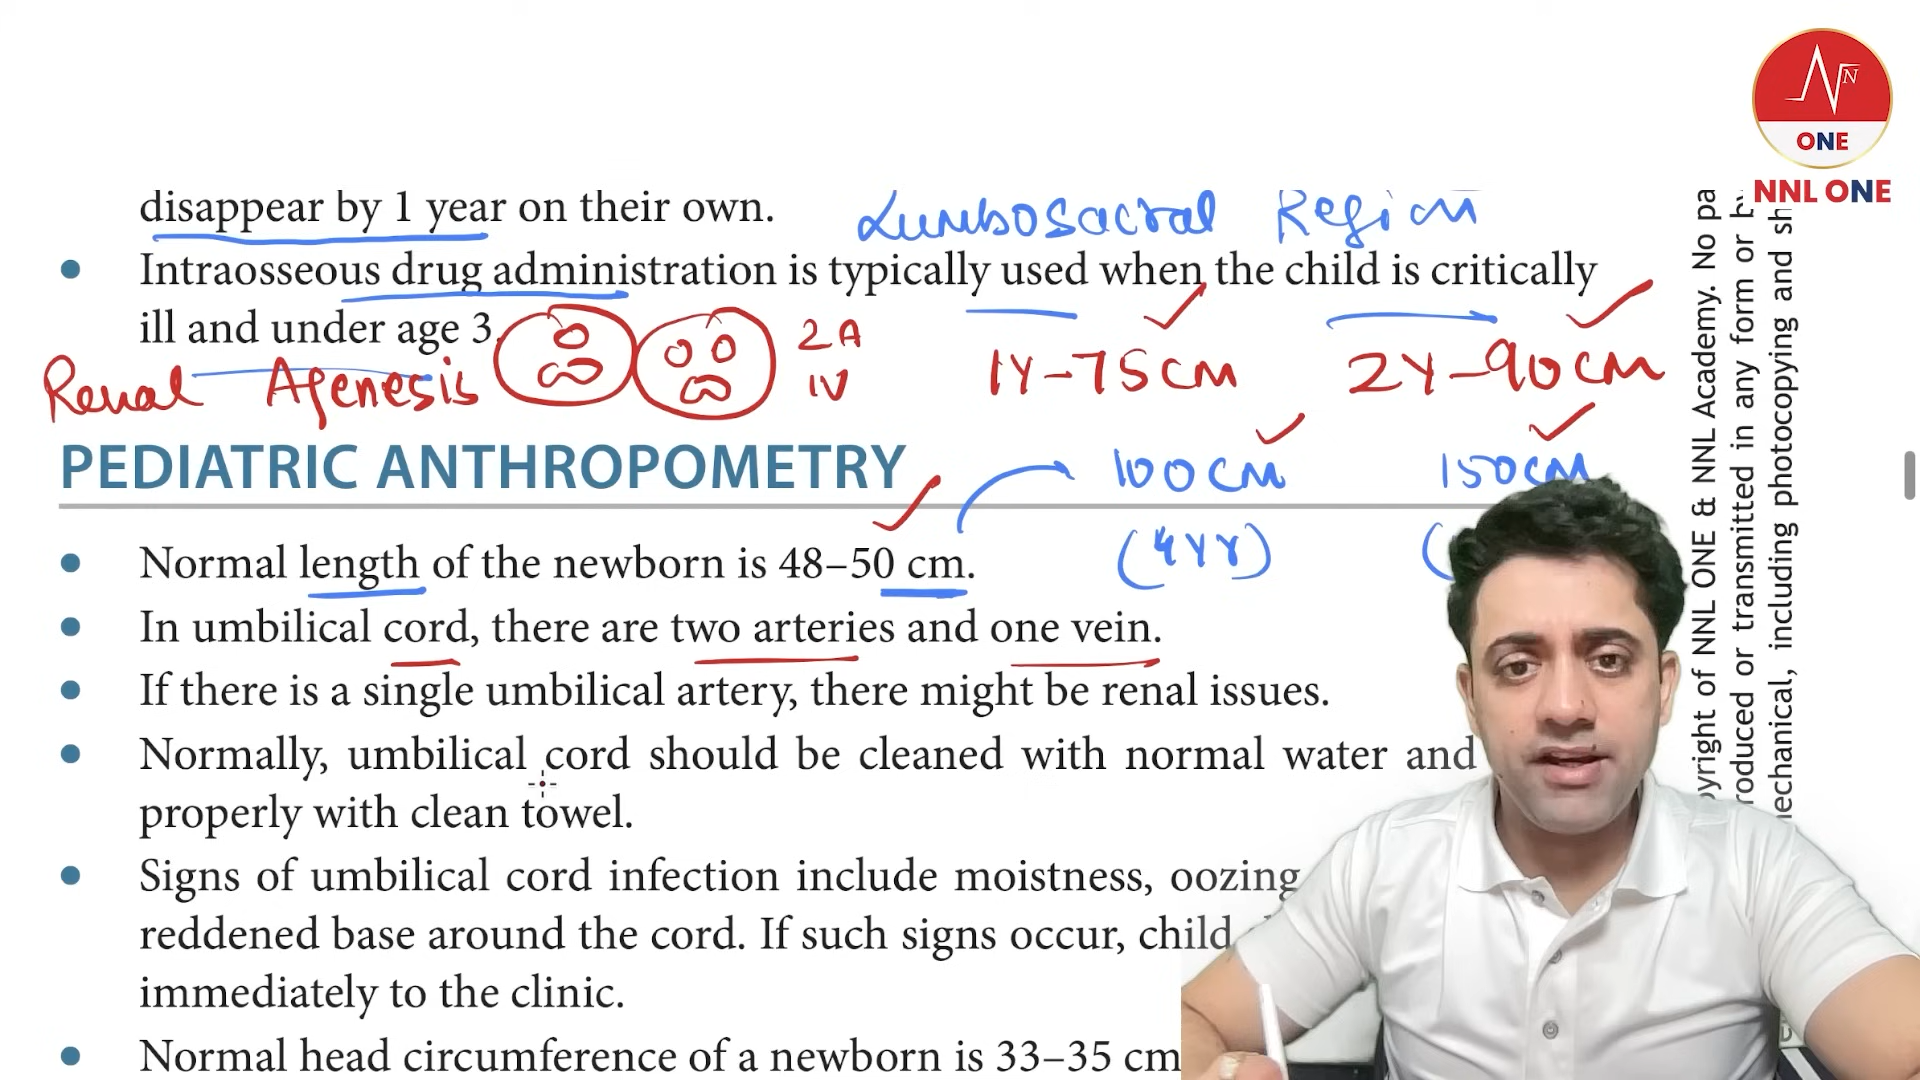 N
ONE
NNL ONE
disappear by 1 year on their own.
Lumbosacral Region
• Intraosseous drug administration is typically used when the child is critically
ill and under age 3.
2A
1V
1Y-75CM
2Y-90CM
Renal Agenesis
PEDIATRIC ANTHROPOMETRY
100CM
150CM
(4YR)
(
• Normal length of the newborn is 48–50 cm.
• In umbilical cord, there are two arteries and one vein.
• If there is a single umbilical artery, there might be renal issues.
• Normally, umbilical cord should be cleaned with normal water and
properly with clean towel.
• Signs of umbilical cord infection include moistness, oozing
reddened base around the cord. If such signs occur, child
immediately to the clinic.
• Normal head circumference of a newborn is 33–35 cm
pyright of NNL ONE & NNL Academy. No pa
roduced or transmitted in any form or b
mechanical, including photocopying and sh